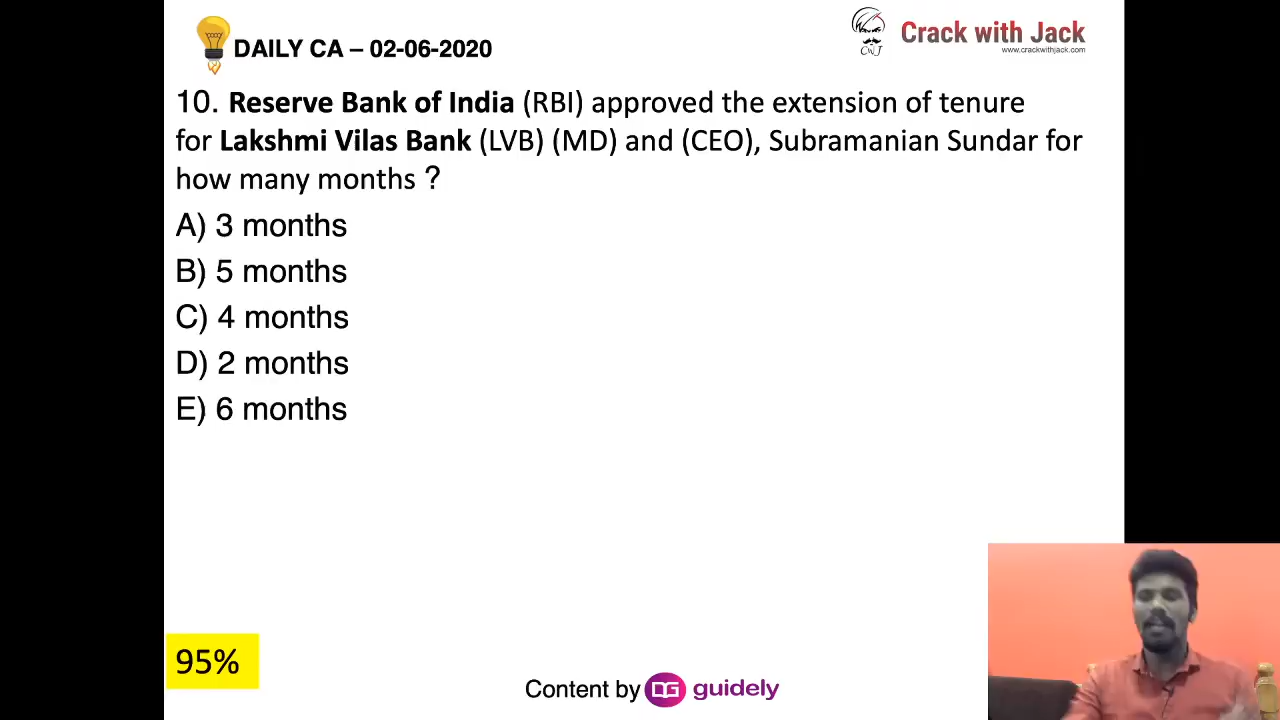 DAILY CA – 02-06-2020
CWJ
Crack with Jack
www.crackwithjack.com
10. Reserve Bank of India (RBI) approved the extension of tenure
for Lakshmi Vilas Bank (LVB) (MD) and (CEO), Subramanian Sundar for
how many months ?
A) 3 months
B) 5 months
C) 4 months
D) 2 months
E) 6 months
95%
Content by DG guidely